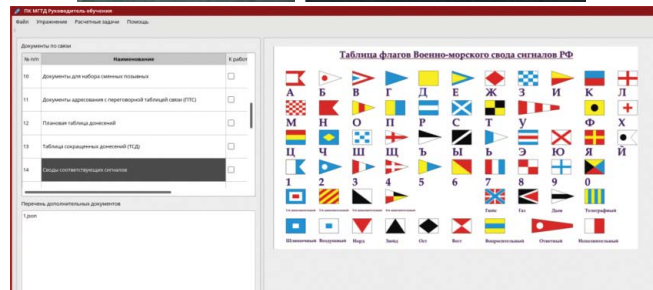 ПК МГТД Руководитель обучения
Файл Упражнение Расчетные задачи Помощь
Документы по связи
№ п/п Наименование К работ
10 Документы для набора сменных позывных
11 Документы адресования с переговорной таблицей связи (ПТС)
12 Плановая таблица донесений
13 Таблица сокращенных донесений (ТСД)
14 Своды соответствующих сигналов
Перечень дополнительных документов
1.json
Таблица флагов Военно-морского свода сигналов РФ
А Б В Г Д Е Ж З И К Л
М Н О П Р С Т У Ф Х
Ц Ч Ш Щ Ъ Ы Ь Э Ю Я Й
1 2 3 4 5 6 7 8 9 0
Гюйс Газ Дым Телеграфный
Шлюпочный Воздушный Норд Зюйд Ост Вест Вопросительный Ответный Исполнительный